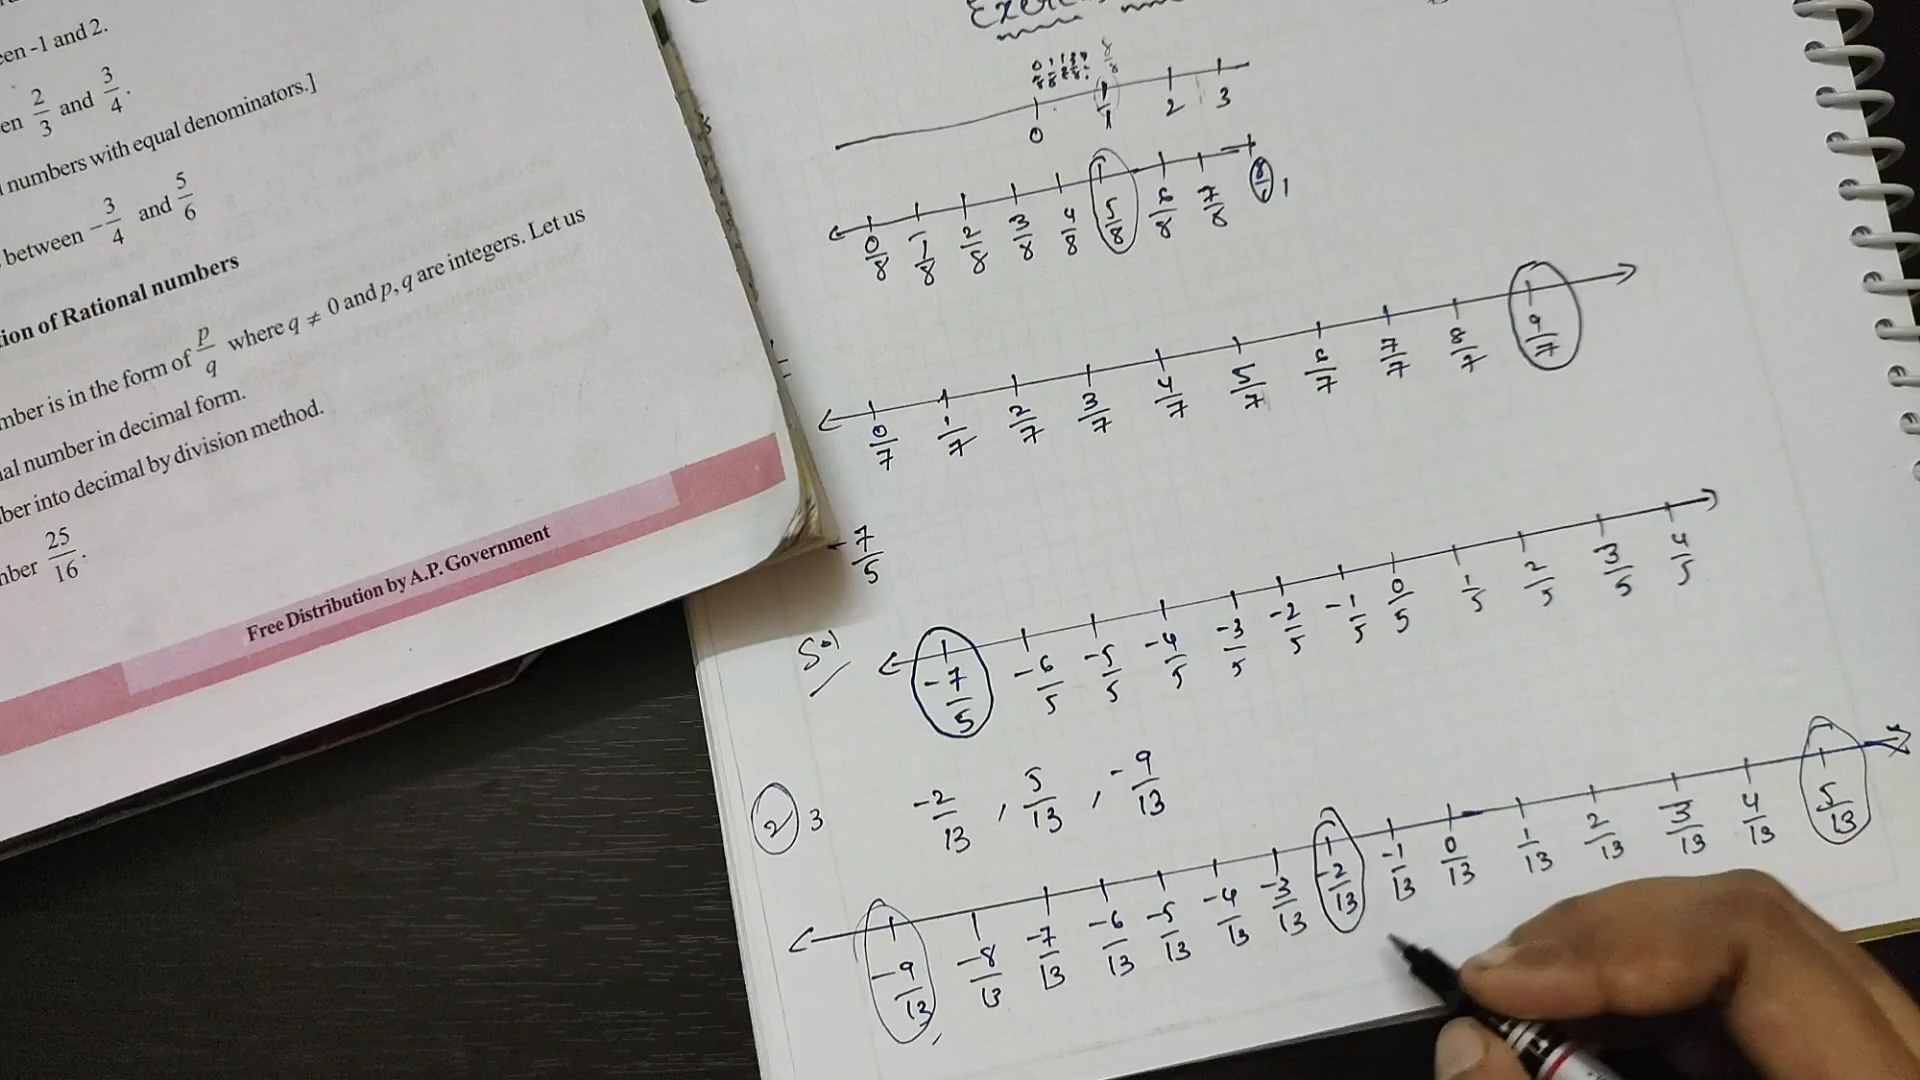 een -1 and 2.
en 2/3 and 3/4.
numbers with equal denominators.]
between -3/4 and 5/6
ion of Rational numbers
mber is in the form of p/q where q ≠ 0 and p, q are integers. Let us
al number in decimal form.
ber into decimal by division method.
mber 25/16.
Free Distribution by A.P. Government
0 1 2 3
0/8 1/8 2/8 3/8 4/8 5/8 6/8 7/8
0/7 1/7 2/7 3/7 4/7 5/7 6/7 7/7 8/7 9/7
-7/5
Sol
-7/5 -6/5 -5/5 -4/5 -3/5 -2/5 -1/5 0/5 1/5 2/5 3/5 4/5
2) 3 -2/13 , 5/13 , -9/13
-9/13 -8/13 -7/13 -6/13 -5/13 -4/13 -3/13 -2/13 -1/13 0/13 1/13 2/13 3/13 4/13 5/13